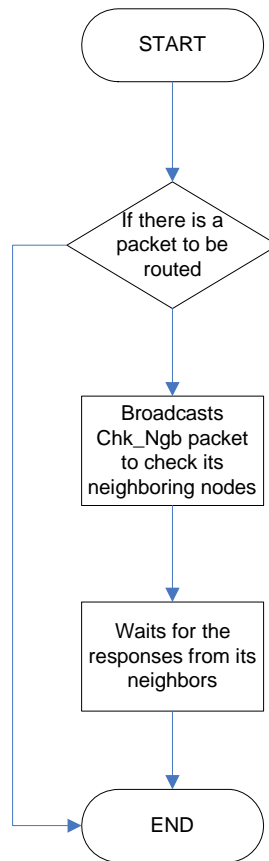 START
If there is a
packet to be
routed
Broadcasts
Chk_Ngb packet
to check its
neighboring nodes
Waits for the
responses from its
neighbors
END